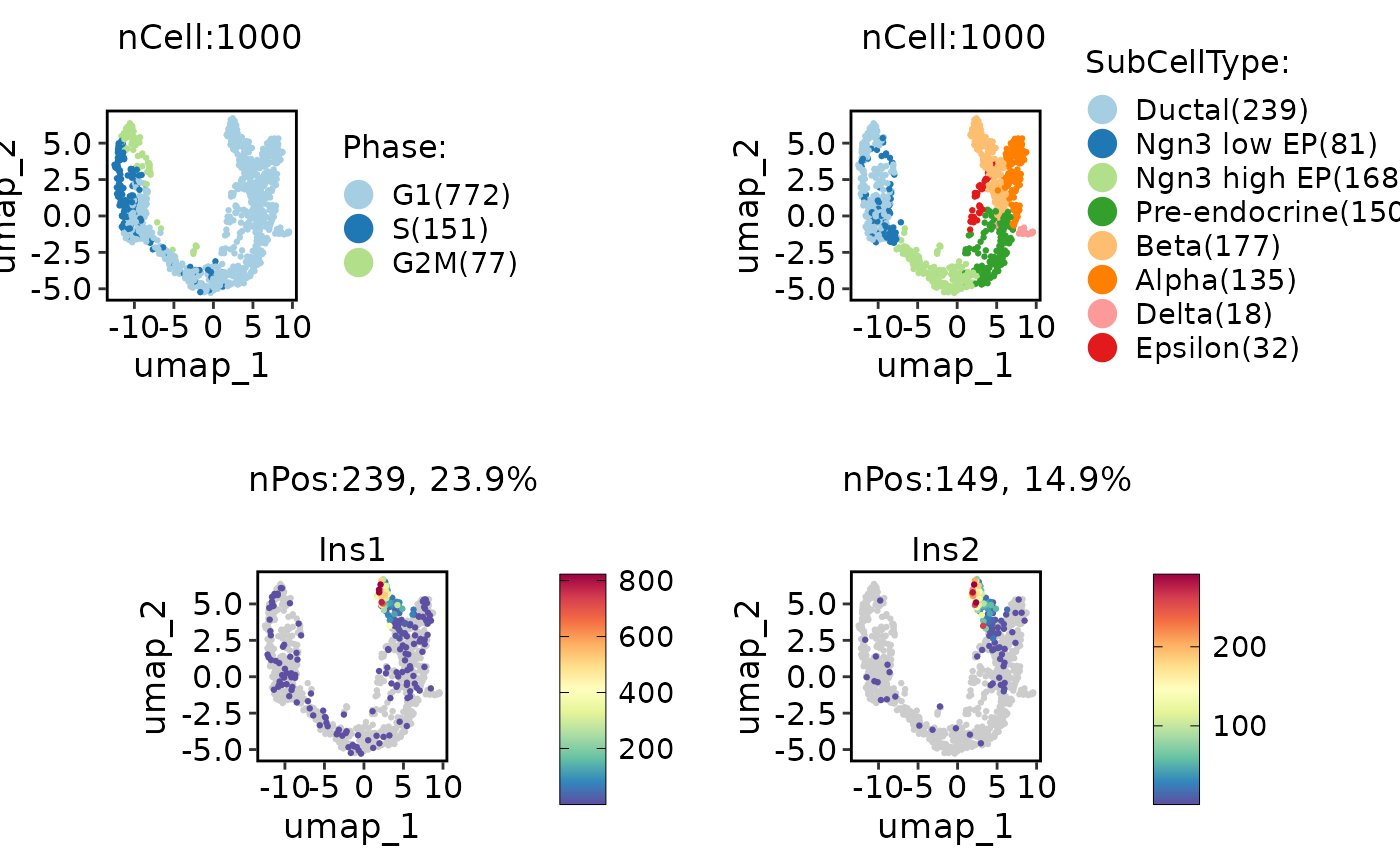 nCell:1000
Phase:
G1(772)
S(151)
G2M(77)
5.0
2.5
0.0
-2.5
-5.0
umap_2
-10 -5 0 5 10
umap_1
nCell:1000
SubCellType:
Ductal(239)
Ngn3 low EP(81)
Ngn3 high EP(168
Pre-endocrine(150
Beta(177)
Alpha(135)
Delta(18)
Epsilon(32)
5.0
2.5
0.0
-2.5
-5.0
umap_2
-10 -5 0 5 10
umap_1
nPos:239, 23.9%
Ins1
5.0
2.5
0.0
-2.5
-5.0
umap_2
-10 -5 0 5 10
umap_1
800
600
400
200
nPos:149, 14.9%
Ins2
5.0
2.5
0.0
-2.5
-5.0
umap_2
-10 -5 0 5 10
umap_1
200
100